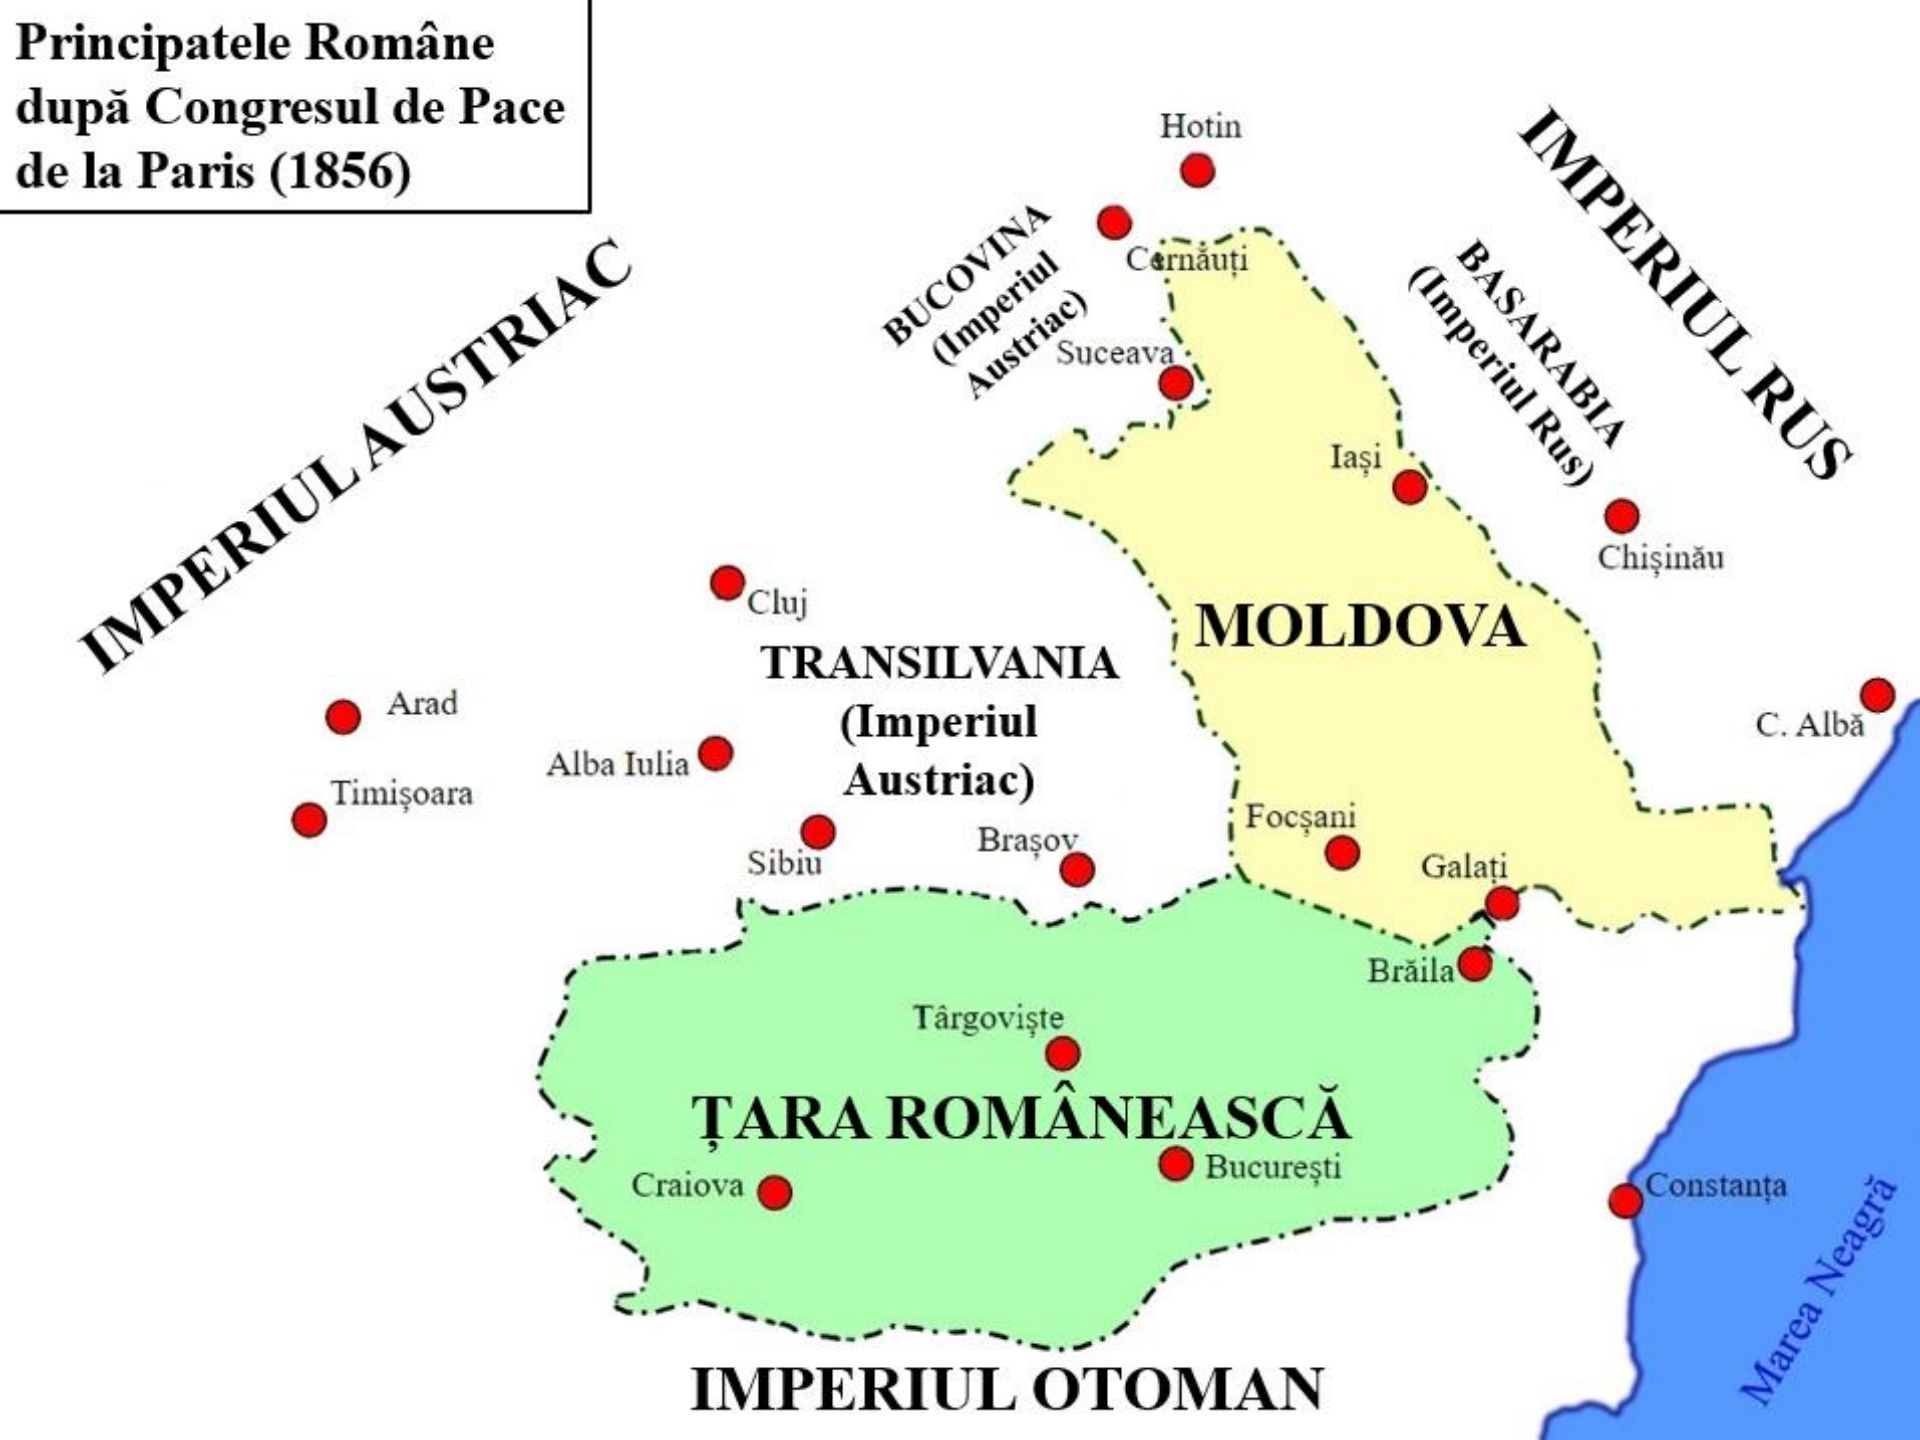 Principatele Române
după Congresul de Pace
de la Paris (1856)
Hotin
IMPERIUL RUS
BUCOVINA
(Imperiul
Austriac)
Cernăuți
BASARABIA
(Imperiul Rus)
IMPERIUL AUSTRIAC
Suceava
Iași
Chișinău
Cluj
MOLDOVA
TRANSILVANIA
(Imperiul
Austriac)
Arad
C. Albă
Alba Iulia
Timișoara
Focșani
Brașov
Sibiu
Galați
Brăila
Târgoviște
ȚARA ROMÂNEASCĂ
București
Craiova
Constanța
Marea Neagră
IMPERIUL OTOMAN